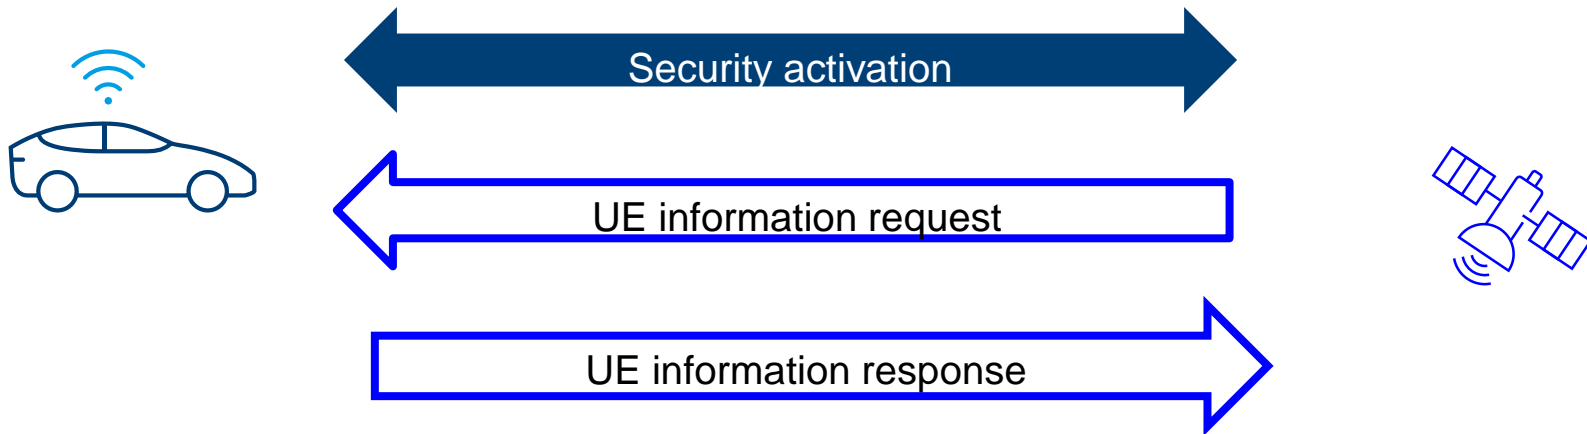 Security activation
UE information request
UE information response